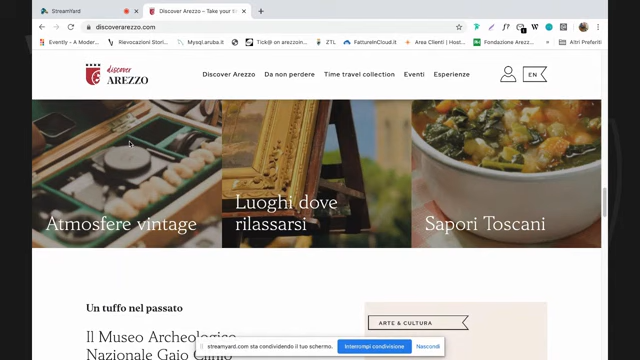 StreamYard
Discover Arezzo – Take your t
discoverarezzo.com
Evently - A Moder...
Rievocazioni Storí...
Mysql.aruba.it
Tick@ on arezzoin...
ZTL
FattureInCloud.it
Area Clienti | Host...
Fondazione Arezzo...
Altri Preferiti
discover
AREZZO
Discover Arezzo
Da non perdere
Time travel collection
Eventi
Esperienze
EN
Atmosfere vintage
Luoghi dove
rilassarsi
Sapori Toscani
Un tuffo nel passato
ARTE & CULTURA
Il Museo Archeologico
Nazionale Gaio Cilnio
streamyard.com sta condividendo il tuo schermo.
Interrompi condivisione
Nascondi